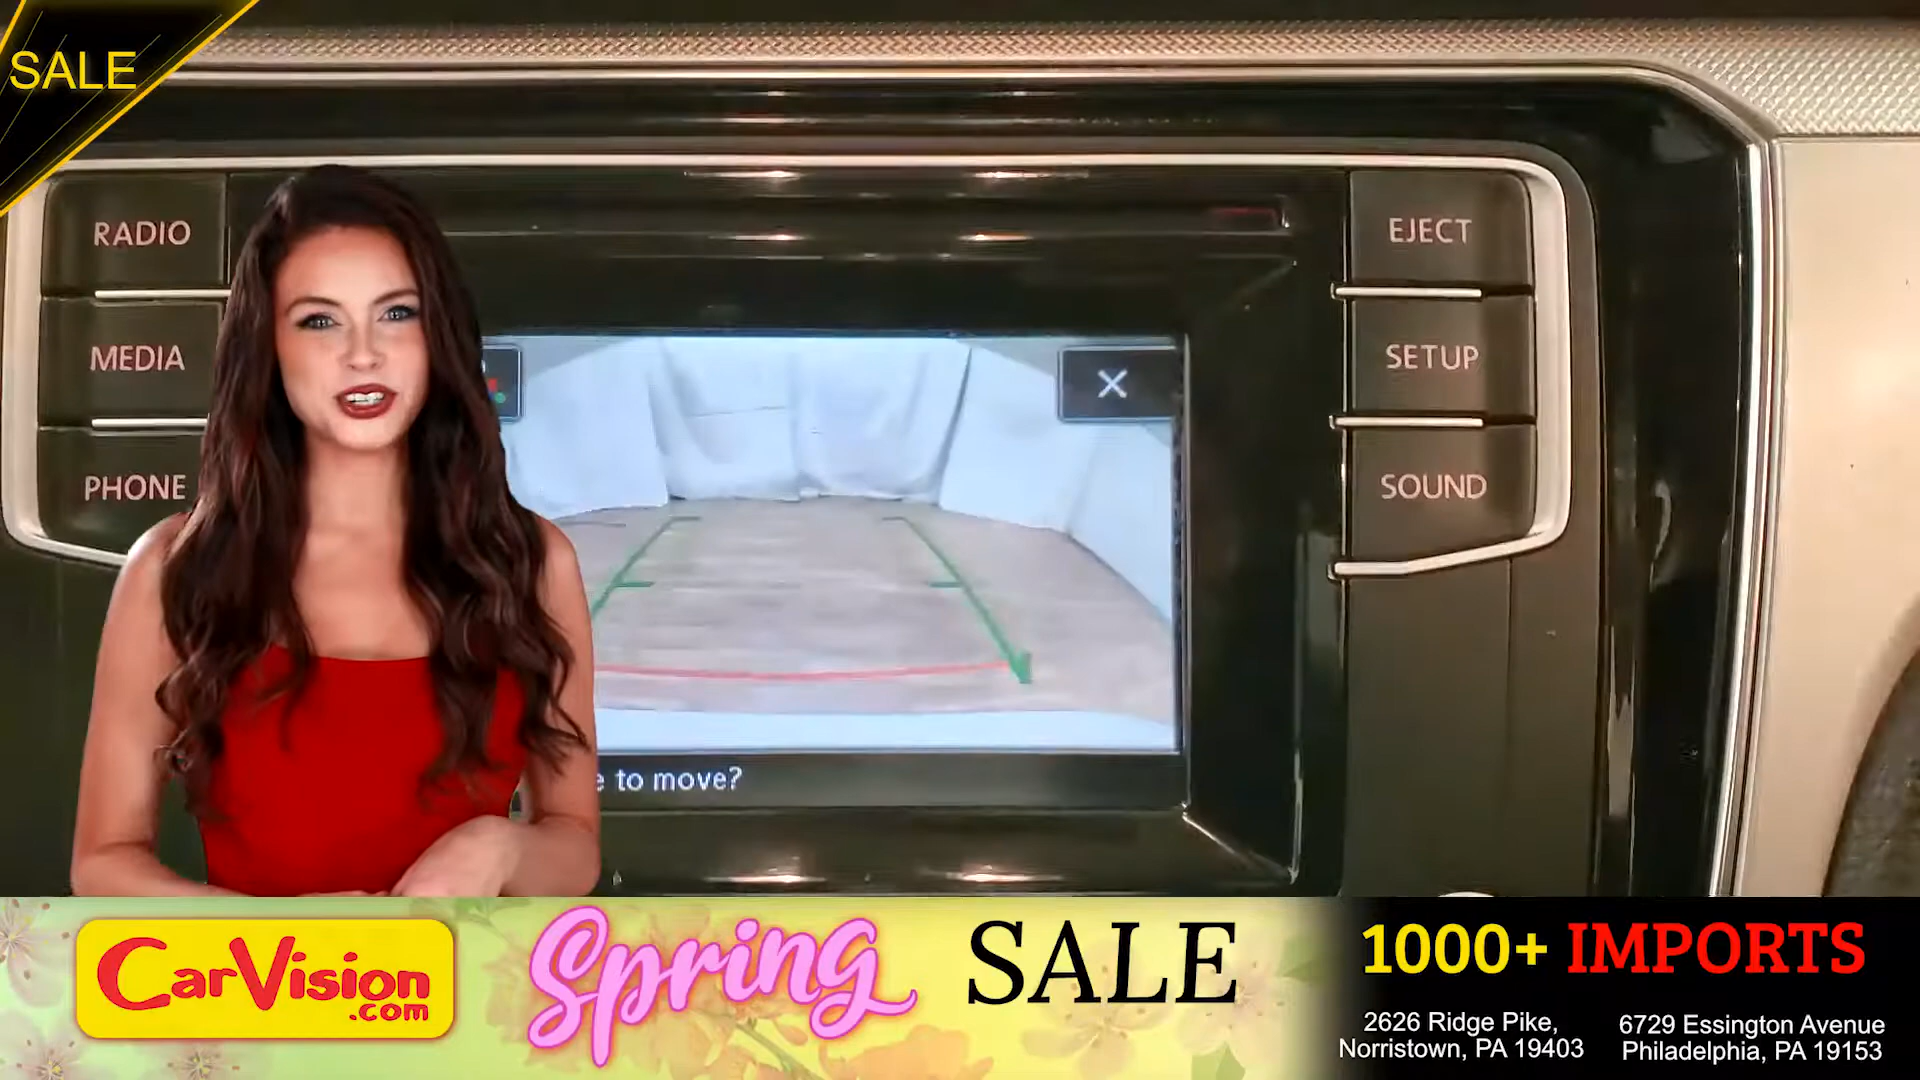 SALE
RADIO
MEDIA
PHONE
EJECT
SETUP
SOUND
to move?
CarVision
.com
Spring SALE
1000+ IMPORTS
2626 Ridge Pike,
Norristown, PA 19403
6729 Essington Avenue
Philadelphia, PA 19153